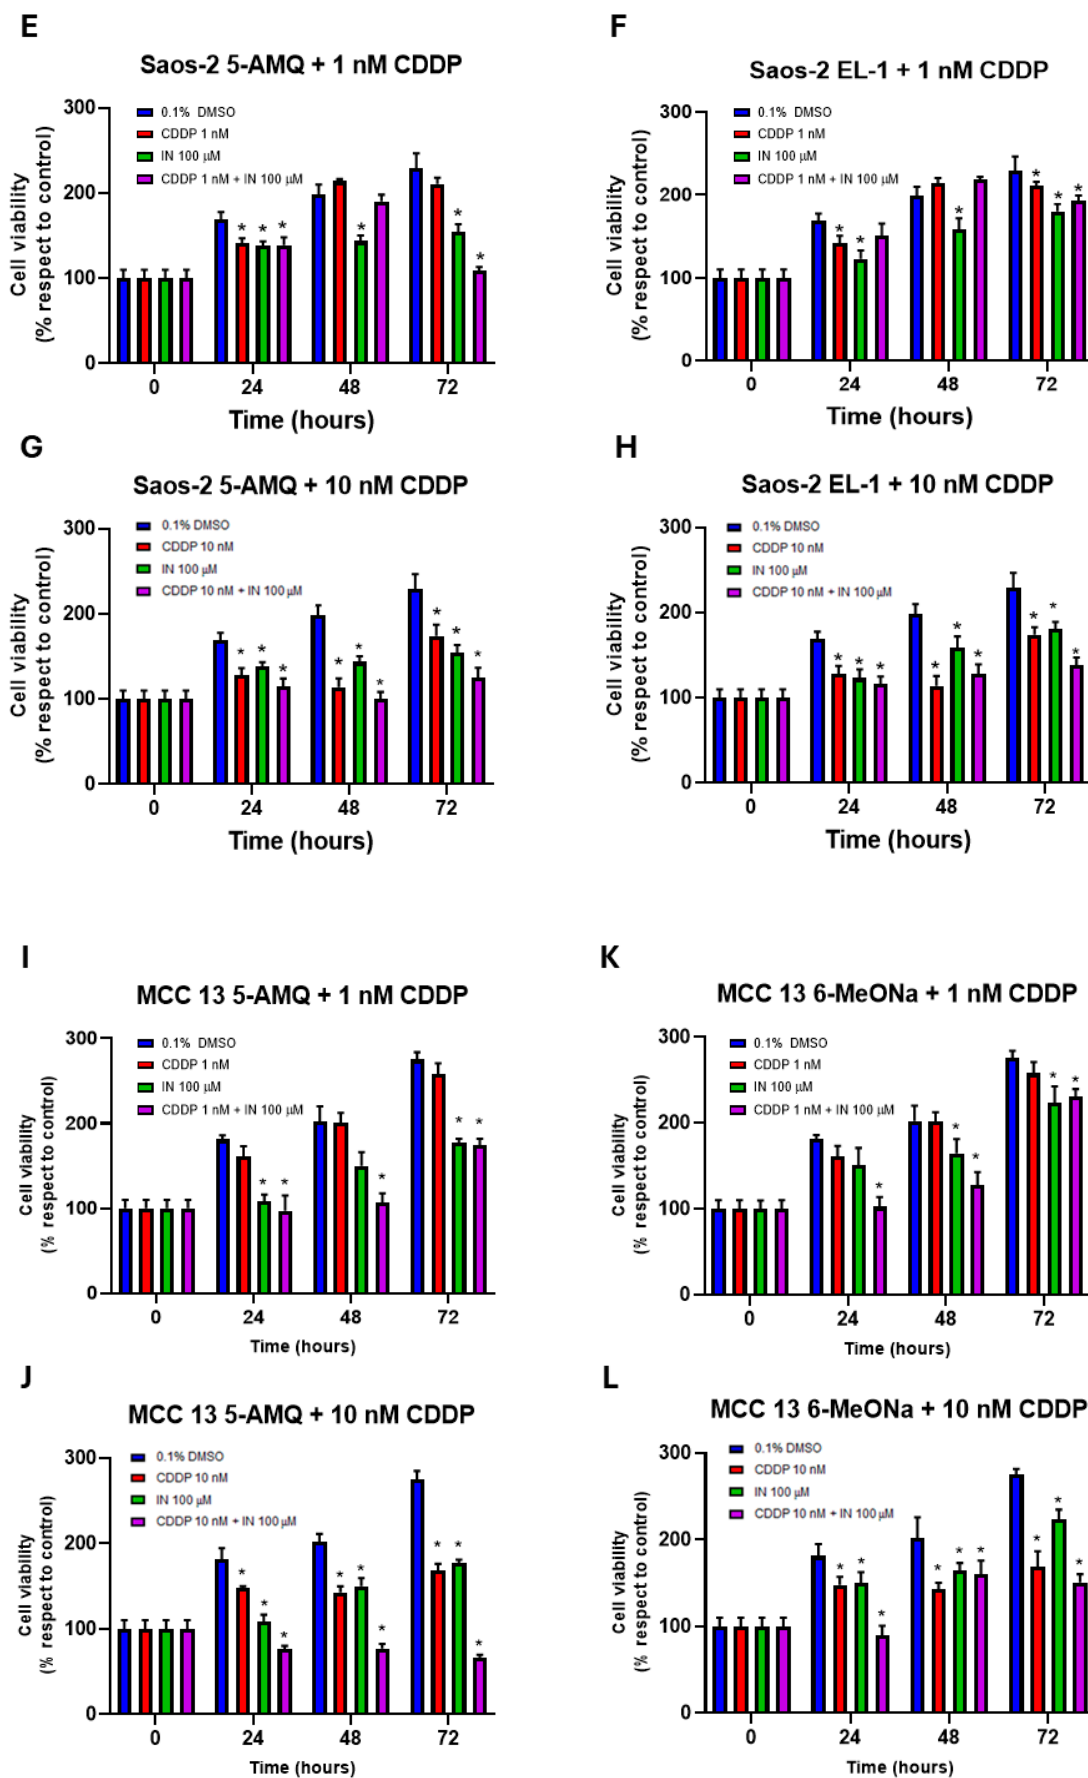 E
Saos-2 5-AMQ + 1 nM CDDP
300
200
100
0
Cell viability
(% respect to control)
0.1% DMSO
CDDP 1 nM
IN 100 µM
CDDP 1 nM + IN 100 µM
* * *
*
*
*
0 24 48 72
Time (hours)
F
Saos-2 EL-1 + 1 nM CDDP
300
200
100
0
Cell viability
(% respect to control)
0.1% DMSO
CDDP 1 nM
IN 100 µM
CDDP 1 nM + IN 100 µM
* *
*
* * *
0 24 48 72
Time (hours)
G
Saos-2 5-AMQ + 10 nM CDDP
300
200
100
0
Cell viability
(% respect to control)
0.1% DMSO
CDDP 10 nM
IN 100 µM
CDDP 10 nM + IN 100 µM
* * *
* * *
* * *
0 24 48 72
Time (hours)
H
Saos-2 EL-1 + 10 nM CDDP
300
200
100
0
Cell viability
(% respect to control)
0.1% DMSO
CDDP 10 nM
IN 100 µM
CDDP 10 nM + IN 100 µM
* * *
* * *
* * *
0 24 48 72
Time (hours)
I
MCC 13 5-AMQ + 1 nM CDDP
300
200
100
0
Cell viability
(% respect to control)
0.1% DMSO
CDDP 1 nM
IN 100 µM
CDDP 1 nM + IN 100 µM
* *
*
* *
0 24 48 72
Time (hours)
K
MCC 13 6-MeONa + 1 nM CDDP
300
200
100
0
Cell viability
(% respect to control)
0.1% DMSO
CDDP 1 nM
IN 100 µM
CDDP 1 nM + IN 100 µM
*
* *
* *
0 24 48 72
Time (hours)
J
MCC 13 5-AMQ + 10 nM CDDP
300
200
100
0
Cell viability
(% respect to control)
0.1% DMSO
CDDP 10 nM
IN 100 µM
CDDP 10 nM + IN 100 µM
* * *
* * *
* * *
0 24 48 72
Time (hours)
L
MCC 13 6-MeONa + 10 nM CDDP
300
200
100
0
Cell viability
(% respect to control)
0.1% DMSO
CDDP 10 nM
IN 100 µM
CDDP 10 nM + IN 100 µM
* * *
* * *
* * *
0 24 48 72
Time (hours)